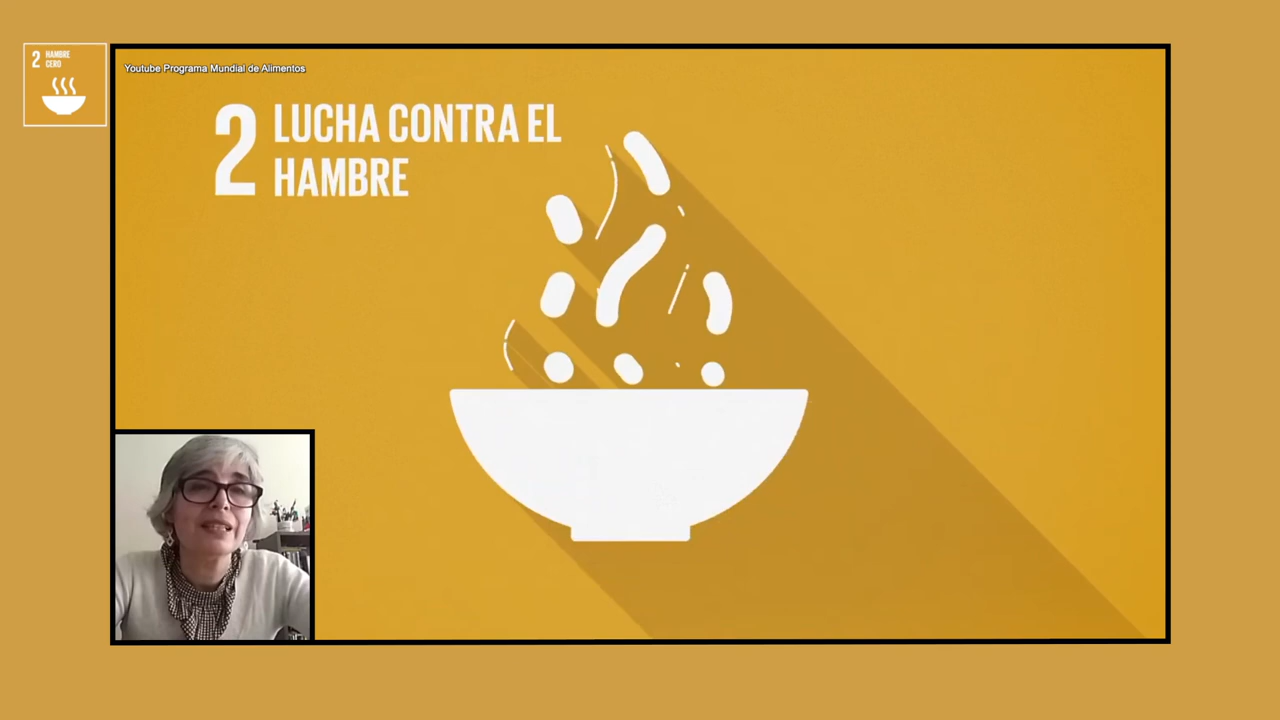 2 HAMBRE
CERO
Youtube Programa Mundial de Alimentos
2 LUCHA CONTRA EL
HAMBRE